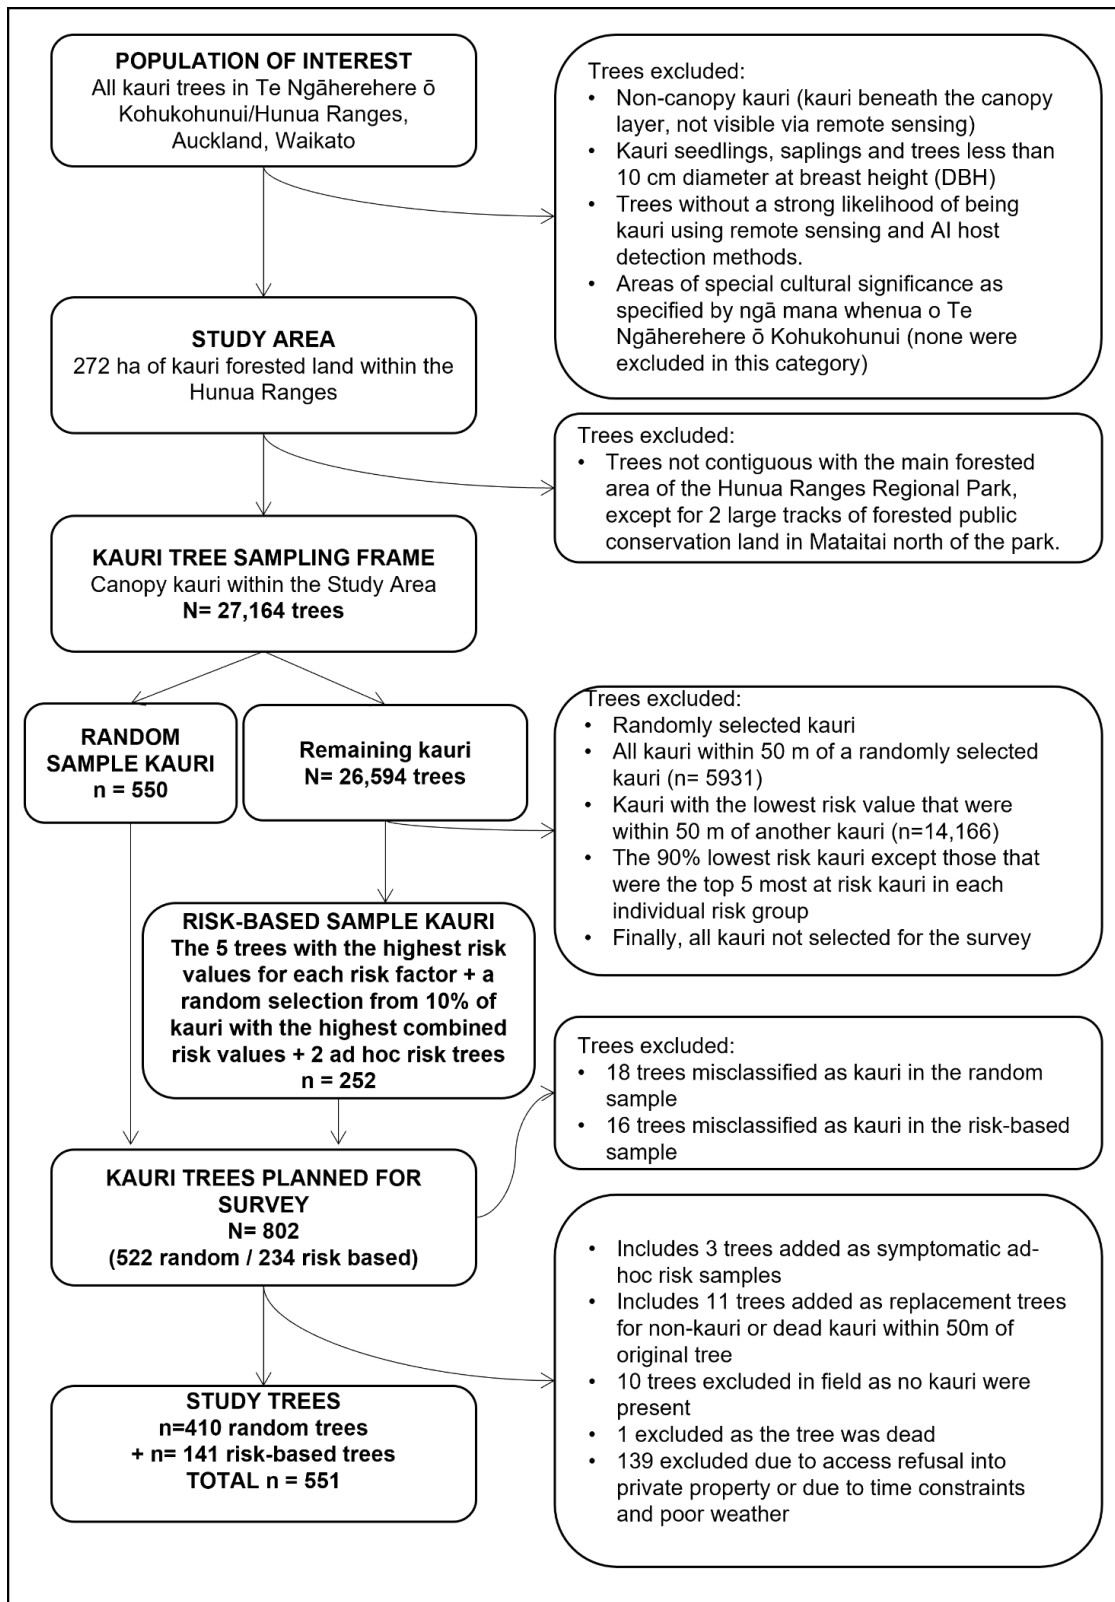 POPULATION OF INTEREST
All kauri trees in Te Ngāherehere ō
Kohukohunui/Hunua Ranges,
Auckland, Waikato
Trees excluded:
• Non-canopy kauri (kauri beneath the canopy
layer, not visible via remote sensing)
• Kauri seedlings, saplings and trees less than
10 cm diameter at breast height (DBH)
• Trees without a strong likelihood of being
kauri using remote sensing and AI host
detection methods.
• Areas of special cultural significance as
specified by ngā mana whenua o Te
Ngāherehere ō Kohukohunui (none were
excluded in this category)
STUDY AREA
272 ha of kauri forested land within the
Hunua Ranges
Trees excluded:
• Trees not contiguous with the main forested
area of the Hunua Ranges Regional Park,
except for 2 large tracks of forested public
conservation land in Mataitai north of the park.
KAURI TREE SAMPLING FRAME
Canopy kauri within the Study Area
N= 27,164 trees
RANDOM
SAMPLE KAURI
n = 550
Remaining kauri
N= 26,594 trees
Trees excluded:
• Randomly selected kauri
• All kauri within 50 m of a randomly selected
kauri (n= 5931)
• Kauri with the lowest risk value that were
within 50 m of another kauri (n=14,166)
• The 90% lowest risk kauri except those that
were the top 5 most at risk kauri in each
individual risk group
• Finally, all kauri not selected for the survey
RISK-BASED SAMPLE KAURI
The 5 trees with the highest risk
values for each risk factor + a
random selection from 10% of
kauri with the highest combined
risk values + 2 ad hoc risk trees
n = 252
Trees excluded:
• 18 trees misclassified as kauri in the random
sample
• 16 trees misclassified as kauri in the risk-based
sample
KAURI TREES PLANNED FOR
SURVEY
N= 802
(522 random / 234 risk based)
• Includes 3 trees added as symptomatic ad-
hoc risk samples
• Includes 11 trees added as replacement trees
for non-kauri or dead kauri within 50m of
original tree
• 10 trees excluded in field as no kauri were
present
• 1 excluded as the tree was dead
• 139 excluded due to access refusal into
private property or due to time constraints
and poor weather
STUDY TREES
n=410 random trees
+ n= 141 risk-based trees
TOTAL n = 551